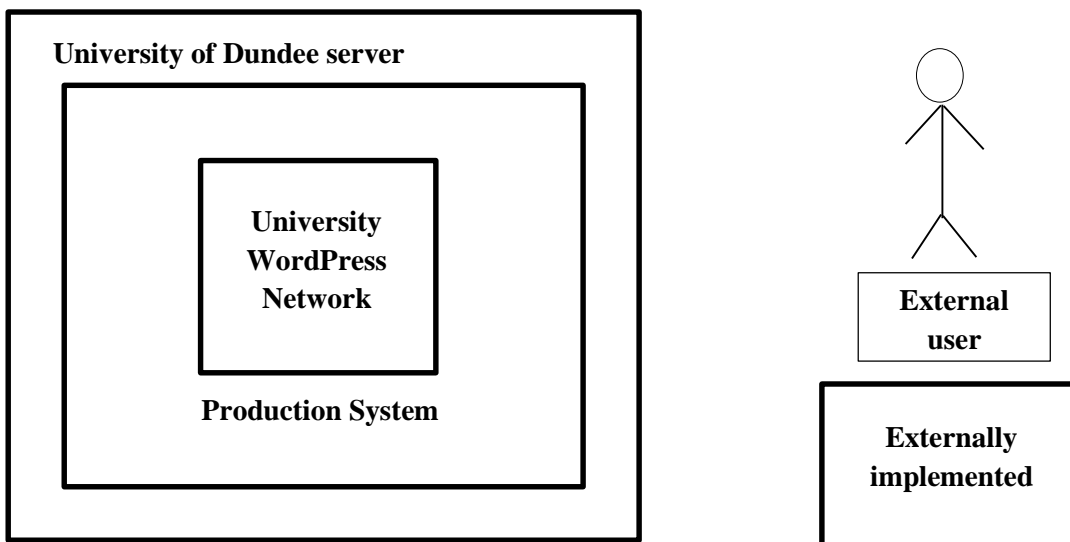 University of Dundee server
University
WordPress
Network
Production System
External
user
Externally
implemented